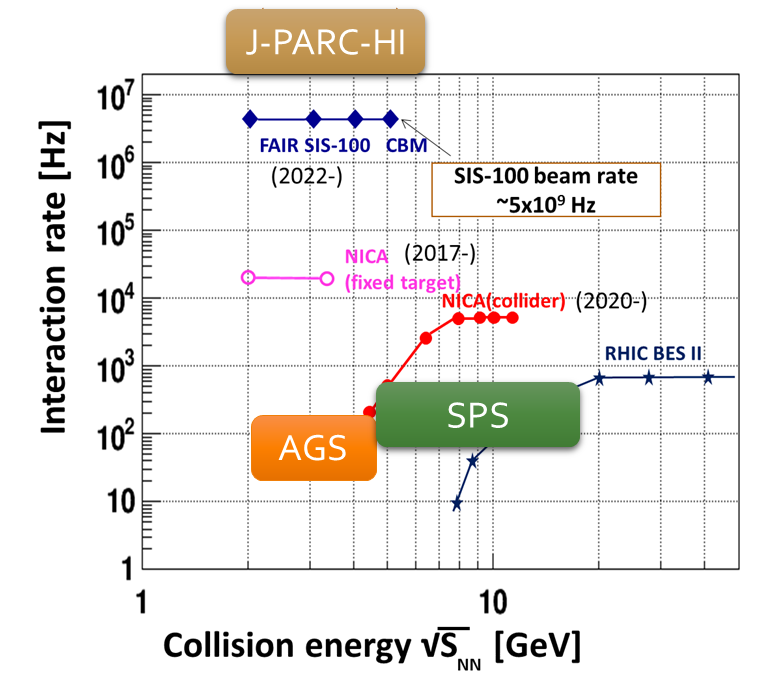 J-PARC-HI
10⁷
FAIR SIS-100 CBM
10⁶
(2022-)
SIS-100 beam rate
~5x10⁹ Hz
10⁵
NICA (2017-)
(fixed target)
10⁴
NICA(collider) (2020-)
10³
RHIC BES II
SPS
10²
AGS
10
1
Interaction rate [Hz]
1 10
Collision energy √S̅NN [GeV]